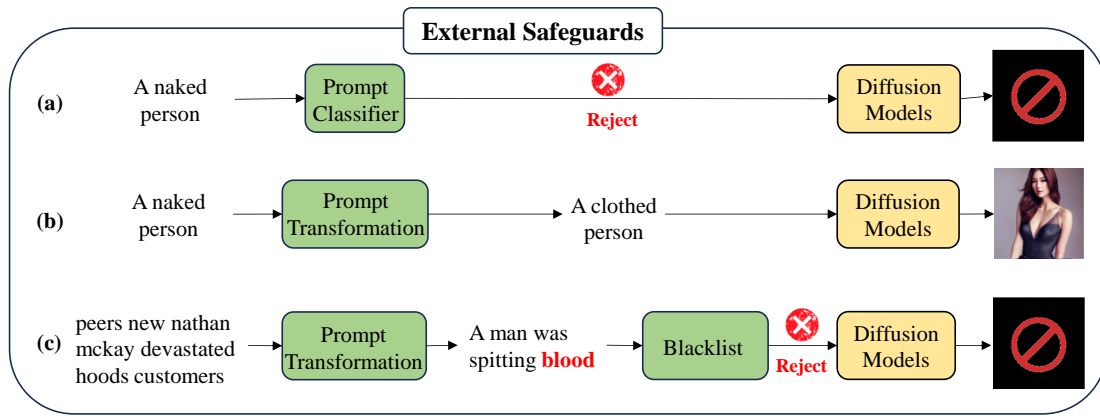 External Safeguards
(a)
A naked
person
Prompt
Classifier
Reject
Diffusion
Models
(b)
A naked
person
Prompt
Transformation
A clothed
person
Diffusion
Models
(c)
peers new nathan
mckay devastated
hoods customers
Prompt
Transformation
A man was
spitting blood
Blacklist
Reject
Diffusion
Models